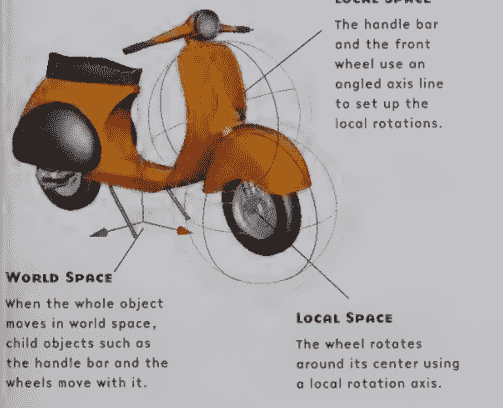 LOCAL SPACE
The handle bar
and the front
wheel use an
angled axis line
to set up the
local rotations.
WORLD SPACE
When the whole object
moves in world space,
child objects such as
the handle bar and the
wheels move with it.
LOCAL SPACE
The wheel rotates
around its center using
a local rotation axis.